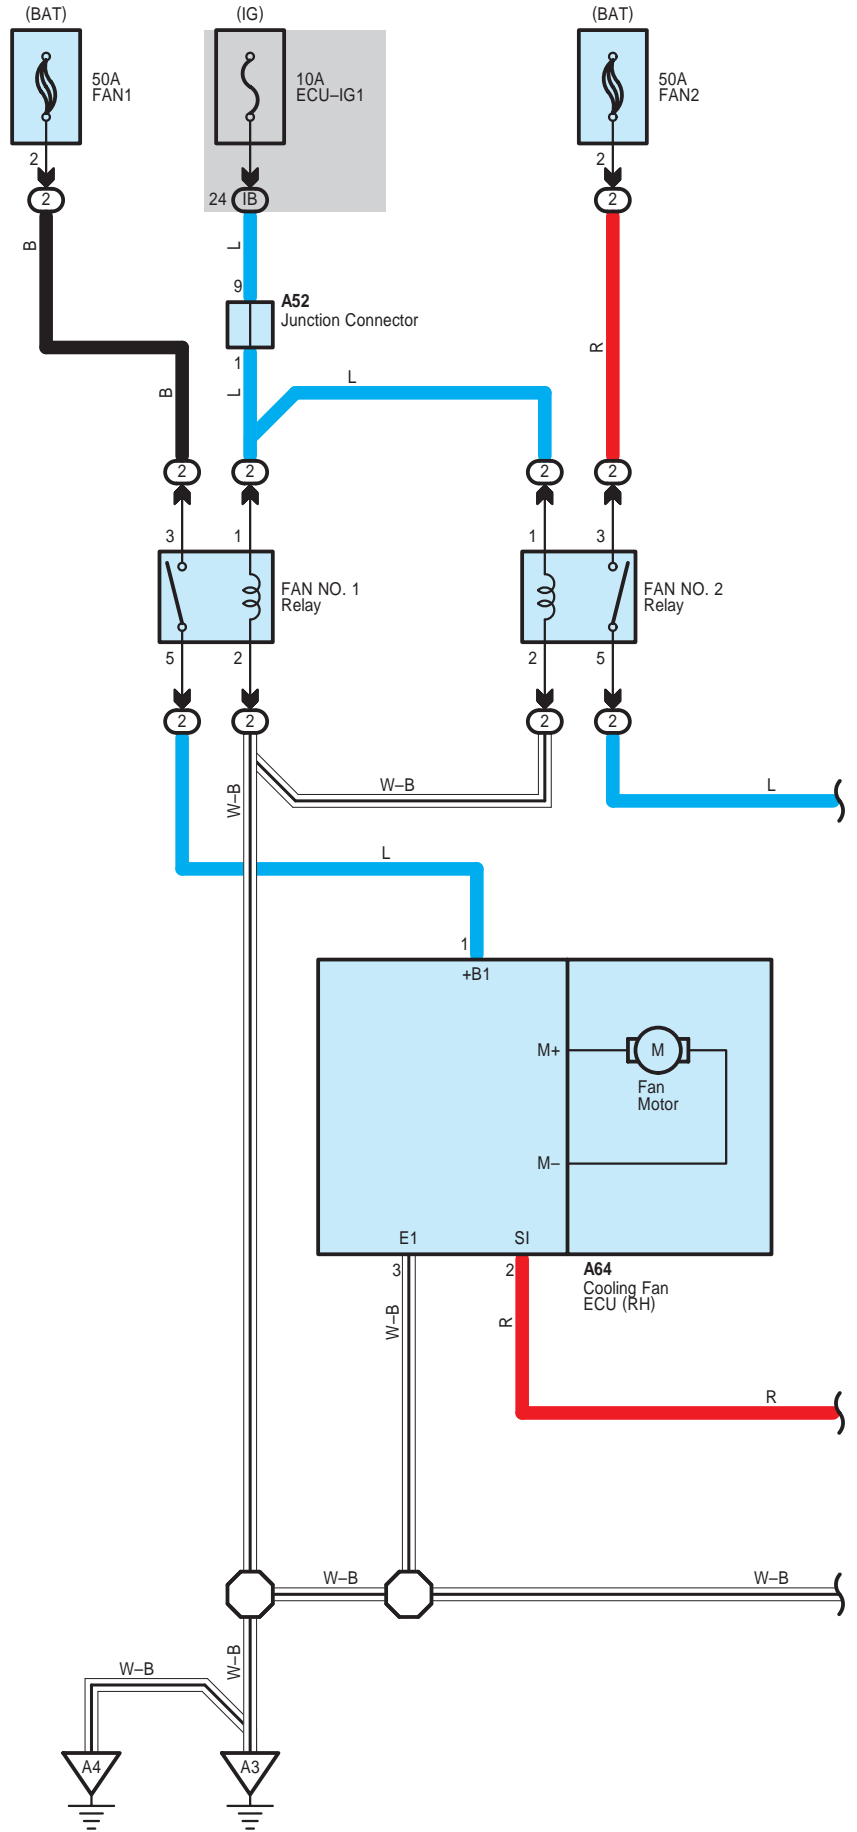 (BAT)
(IG)
(BAT)
50A
FAN1
10A
ECU–IG1
50A
FAN2
2
2
2
24
IB
2
B
L
R
9
A52
Junction Connector
1
B
L
L
2
2
2
2
3
1
1
3
FAN NO. 1
Relay
FAN NO. 2
Relay
5
2
2
5
2
2
2
2
W–B
W–B
L
L
1
+B1
M+
M
Fan
Motor
M–
E1
SI
3
2
A64
Cooling Fan
ECU (RH)
W–B
R
R
W–B
W–B
W–B
W–B
A4
A3